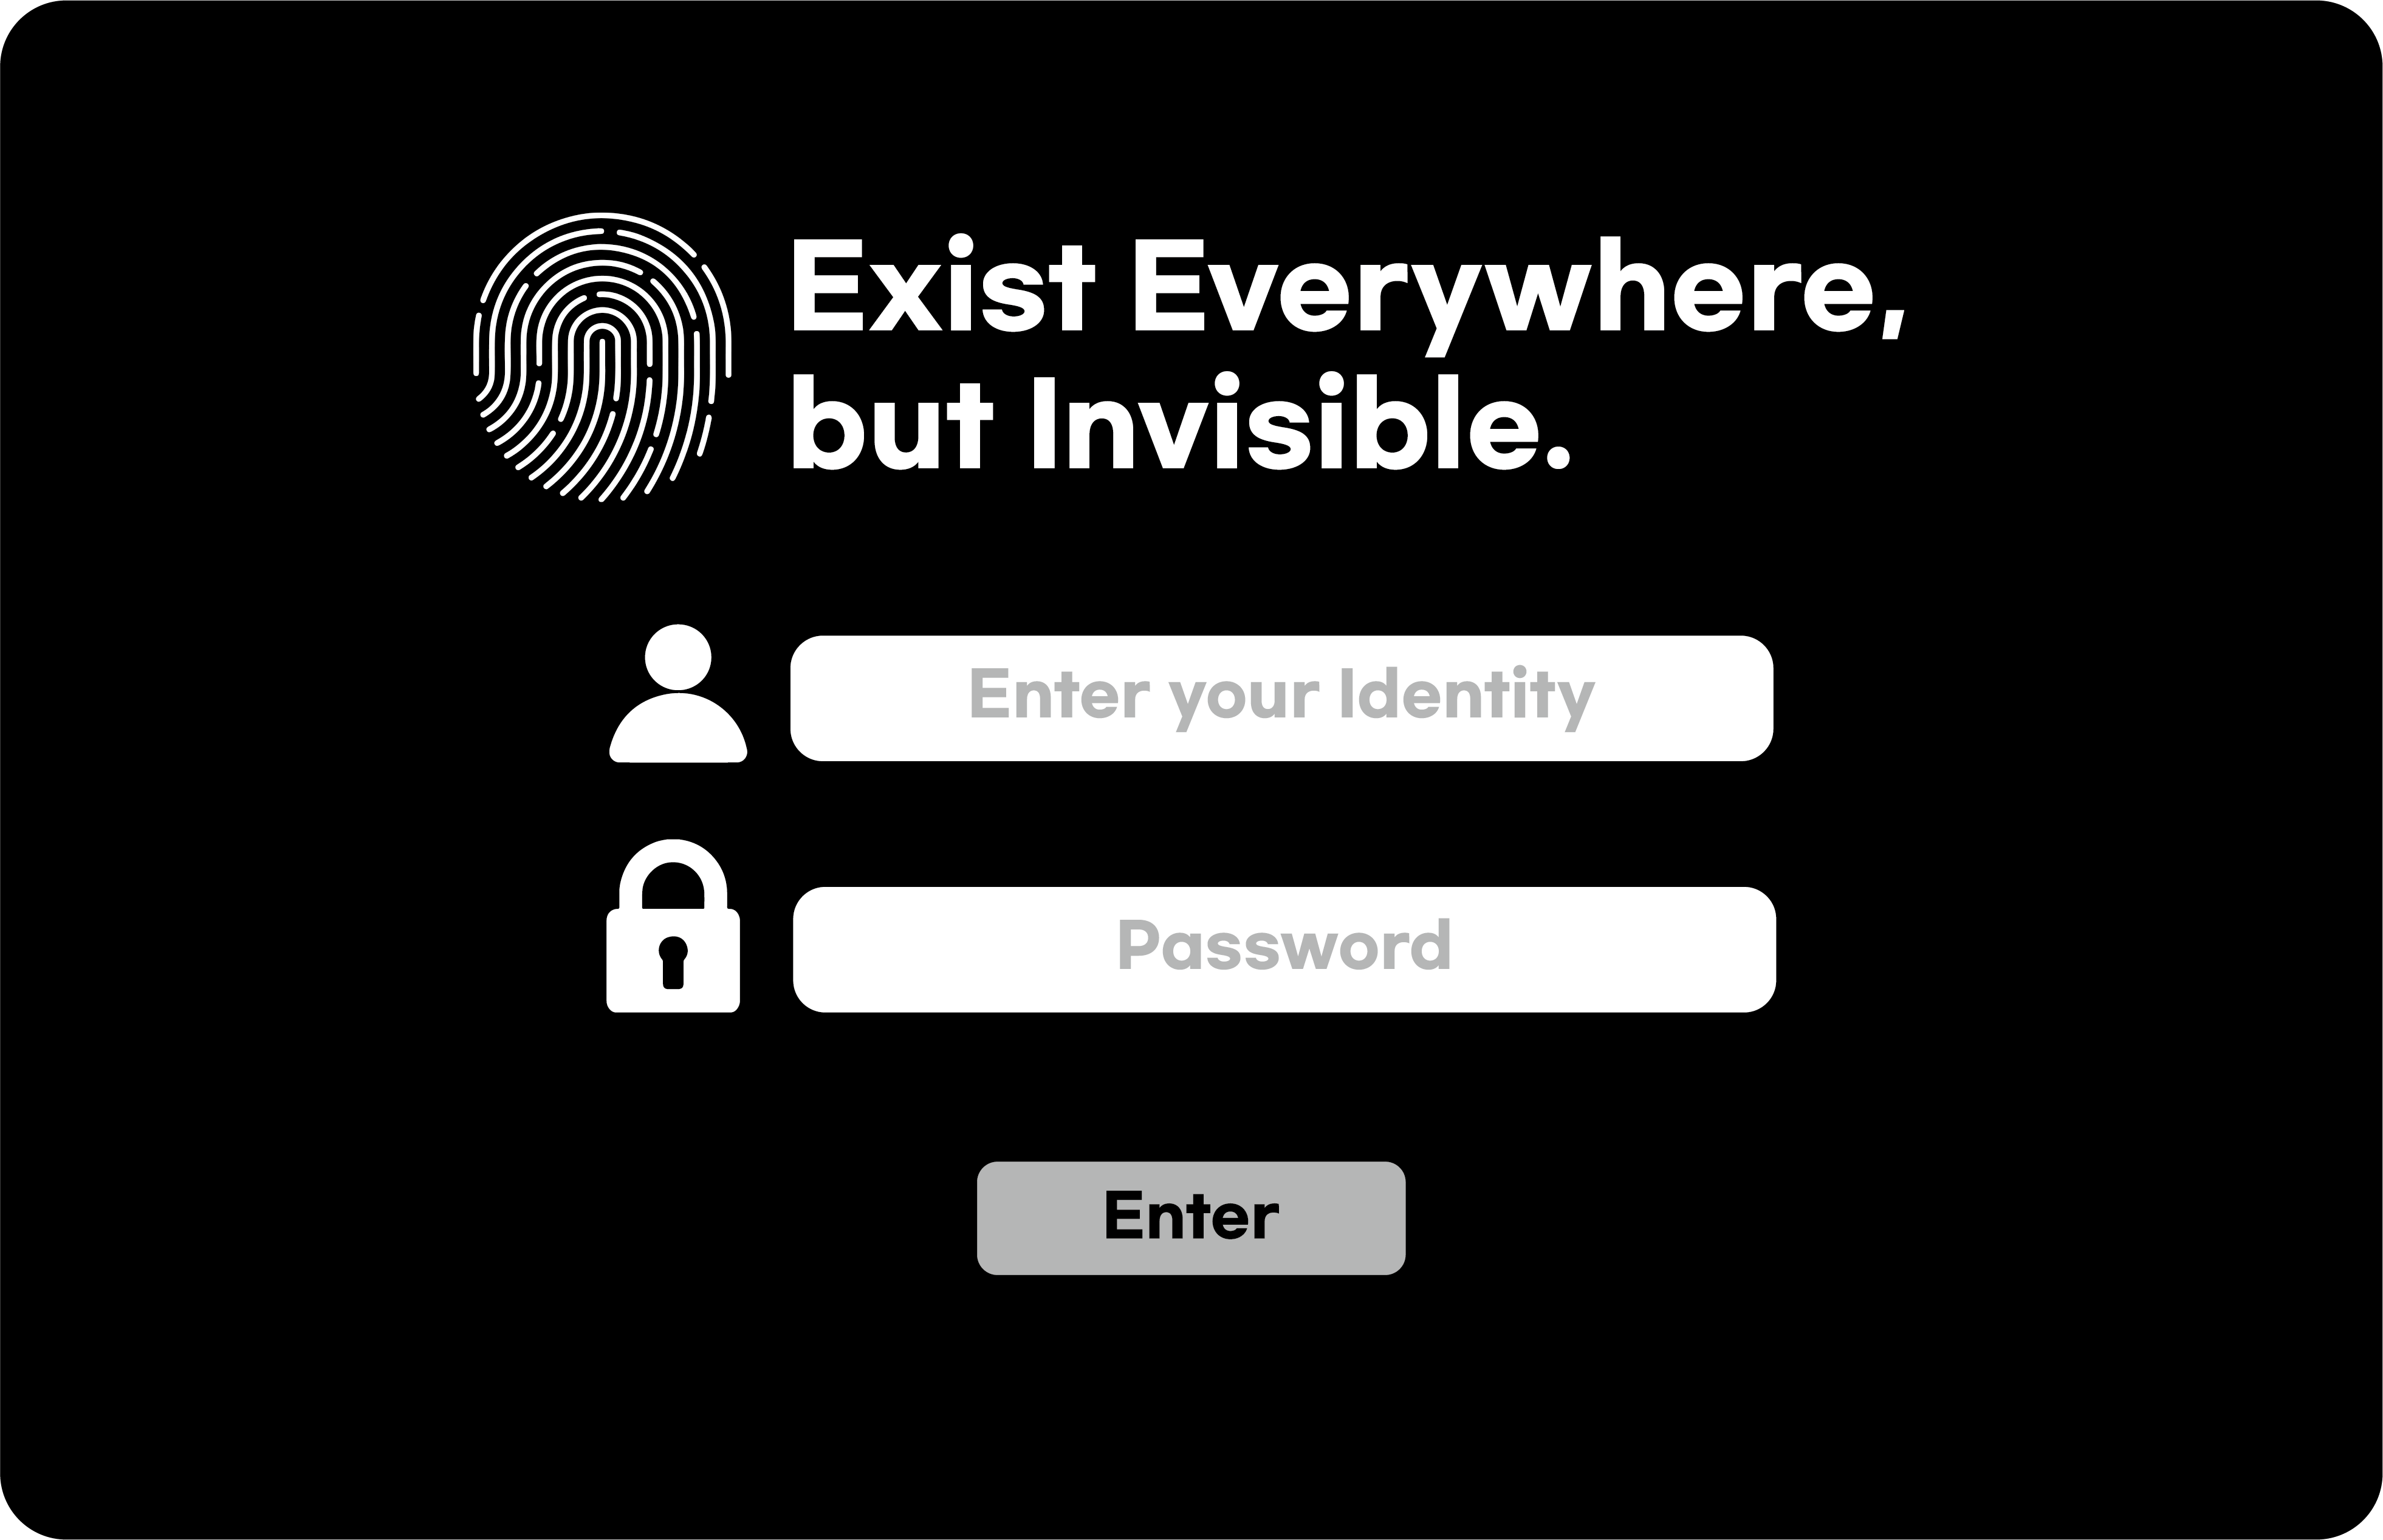 Exist Everywhere,
but Invisible.
Enter your Identity
Password
Enter